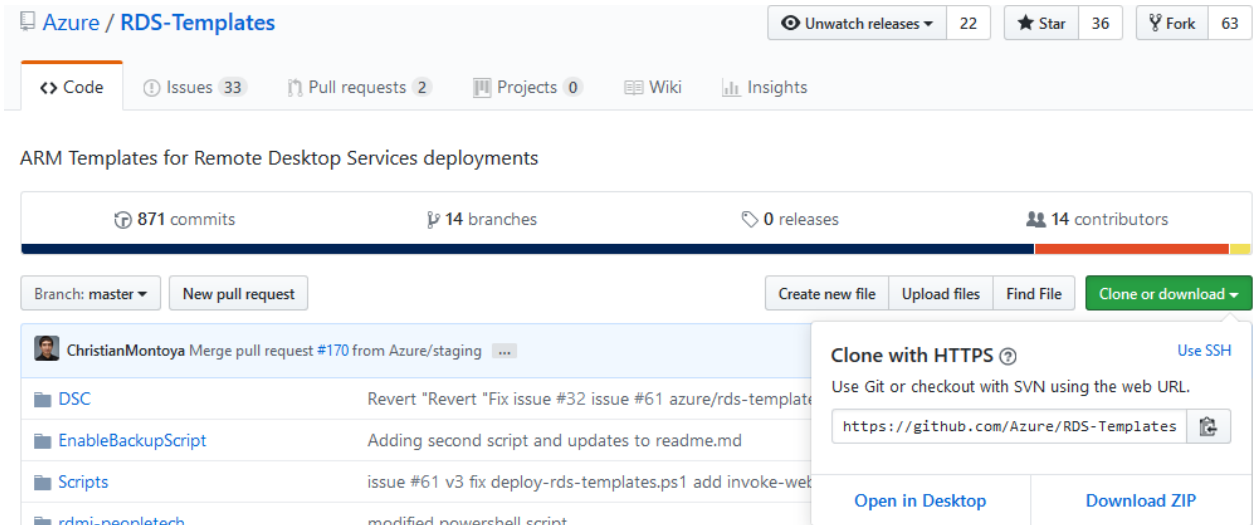 Azure / RDS-Templates
Unwatch releases 22 Star 36 Fork 63
Code Issues 33 Pull requests 2 Projects 0 Wiki Insights
ARM Templates for Remote Desktop Services deployments
871 commits 14 branches 0 releases 14 contributors
Branch: master New pull request Create new file Upload files Find File Clone or download
ChristianMontoya Merge pull request #170 from Azure/staging ...
Clone with HTTPS ? Use SSH
Use Git or checkout with SVN using the web URL.
https://github.com/Azure/RDS-Templates
Open in Desktop Download ZIP
DSC Revert "Revert "Fix issue #32 issue #61 azure/rds-template
EnableBackupScript Adding second script and updates to readme.md
Scripts issue #61 v3 fix deploy-rds-templates.ps1 add invoke-web
rdmi-peopletech modified powershell script